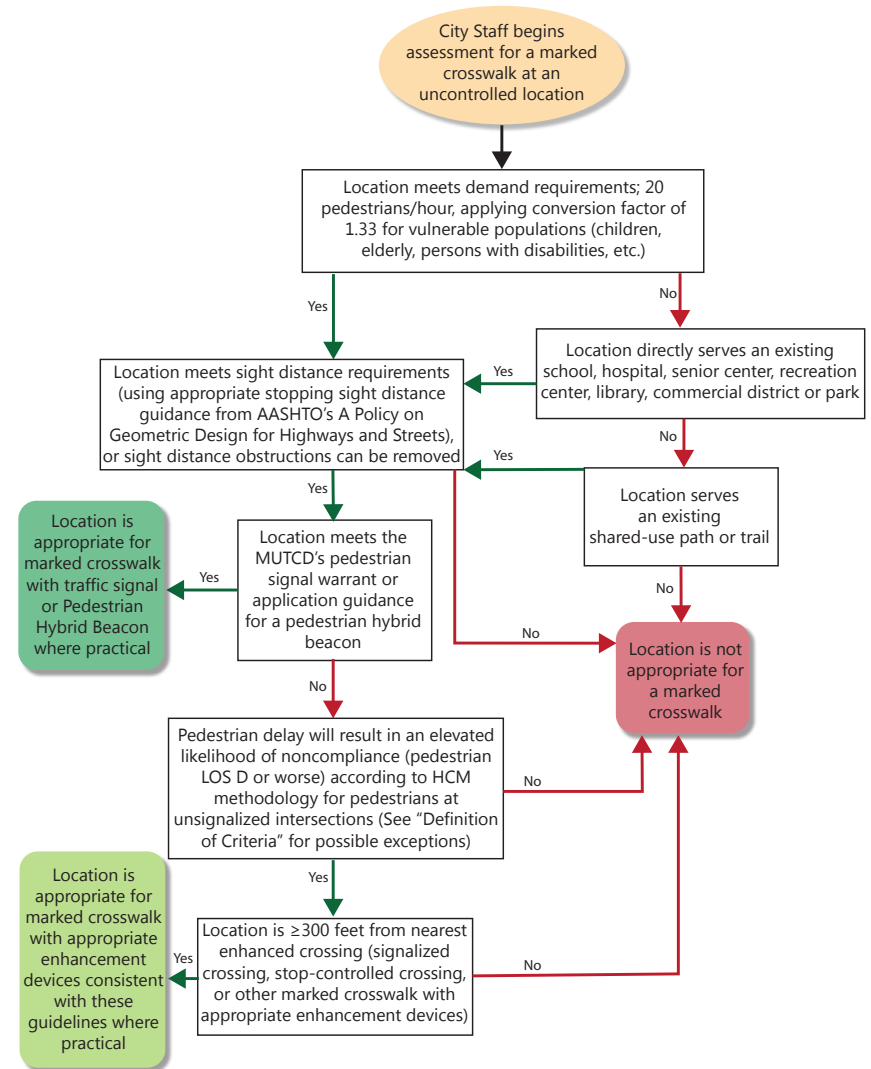 City Staff begins
assessment for a marked
crosswalk at an
uncontrolled location
Location meets demand requirements; 20
pedestrians/hour, applying conversion factor of
1.33 for vulnerable populations (children,
elderly, persons with disabilities, etc.)
Yes
No
Location directly serves an existing
school, hospital, senior center, recreation
center, library, commercial district or park
Yes
No
Location meets sight distance requirements
(using appropriate stopping sight distance
guidance from AASHTO's A Policy on
Geometric Design for Highways and Streets),
or sight distance obstructions can be removed
Yes
Location serves
an existing
shared-use path or trail
Yes
No
No
Location meets the
MUTCD's pedestrian
signal warrant or
application guidance
for a pedestrian hybrid
beacon
Yes
Location is
appropriate for
marked crosswalk
with traffic signal
or Pedestrian
Hybrid Beacon
where practical
No
Location is not
appropriate for
a marked
crosswalk
Pedestrian delay will result in an elevated
likelihood of noncompliance (pedestrian
LOS D or worse) according to HCM
methodology for pedestrians at
unsignalized intersections (See “Definition
of Criteria” for possible exceptions)
No
Yes
Location is ≥300 feet from nearest
enhanced crossing (signalized
crossing, stop-controlled crossing,
or other marked crosswalk with
appropriate enhancement devices)
No
Yes
Location is
appropriate for
marked crosswalk
with appropriate
enhancement
devices consistent
with these
guidelines where
practical